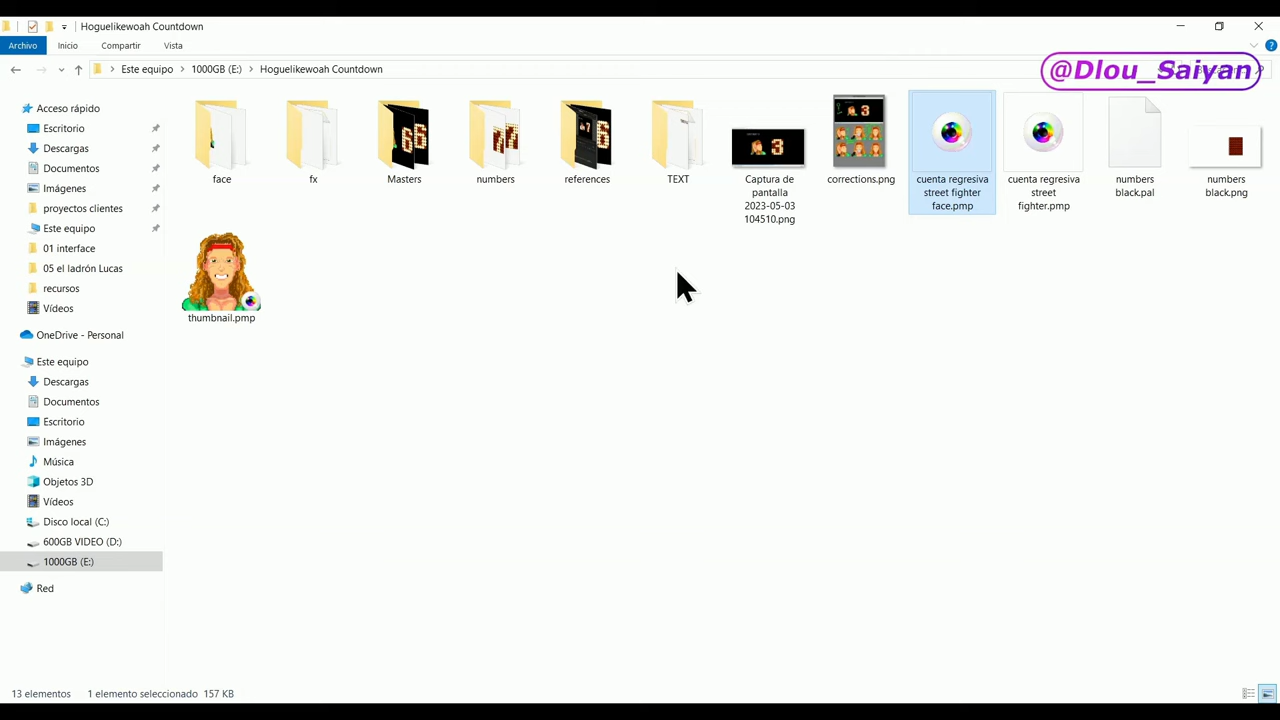 Hoguelikewoah Countdown
Archivo
Inicio
Compartir
Vista
Este equipo
1000GB (E:)
Hoguelikewoah Countdown
@Dlou_Saiyan
Acceso rápido
Escritorio
Descargas
Documentos
Imágenes
proyectos clientes
Este equipo
01 interface
05 el ladrón Lucas
recursos
Vídeos
OneDrive - Personal
Este equipo
Descargas
Documentos
Escritorio
Imágenes
Música
Objetos 3D
Vídeos
Disco local (C:)
600GB VIDEO (D:)
1000GB (E:)
Red
face
fx
Masters
numbers
references
TEXT
Captura de
pantalla
2023-05-03
104510.png
corrections.png
cuenta regresiva
street fighter
face.pmp
cuenta regresiva
street
fighter.pmp
numbers
black.pal
numbers
black.png
thumbnail.pmp
13 elementos
1 elemento seleccionado 157 KB